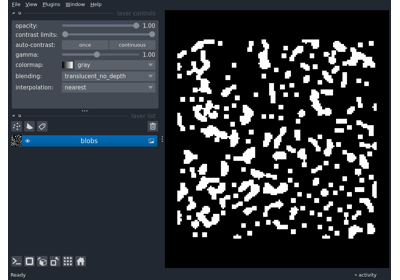 File View Plugins Window Help
layer controls
opacity: 1.00
contrast limits:
auto-contrast: once continuous
gamma: 1.00
colormap: gray
blending: translucent_no_depth
interpolation: nearest
layer list
blobs
Ready activity